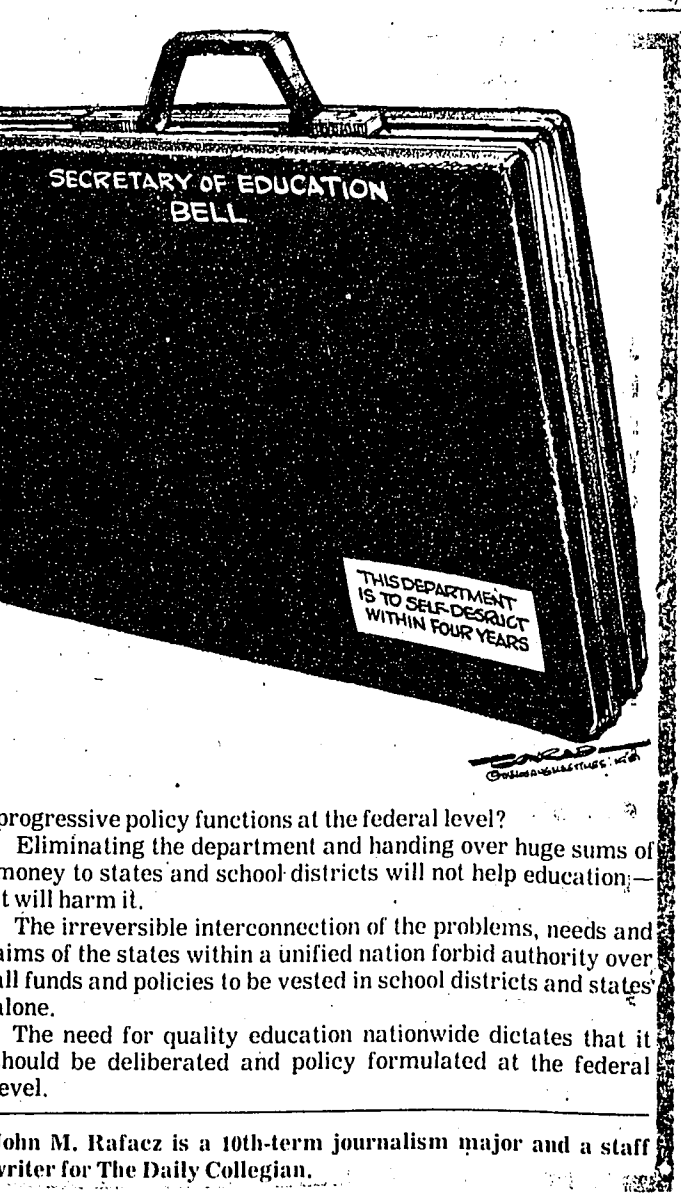 SECRETARY OF EDUCATION
BELL
THIS DEPARTMENT
IS TO SELF-DESRUCT
WITHIN FOUR YEARS
CONRAD
progressive policy functions at the federal level?
Eliminating the department and handing over huge sums of
money to states and school districts will not help education —
t will harm it.
The irreversible interconnection of the problems, needs and
aims of the states within a unified nation forbid authority over
all funds and policies to be vested in school districts and states
alone.
The need for quality education nationwide dictates that it
should be deliberated and policy formulated at the federal
level.
John M. Rafacz is a 10th-term journalism major and a staff
writer for The Daily Collegian.